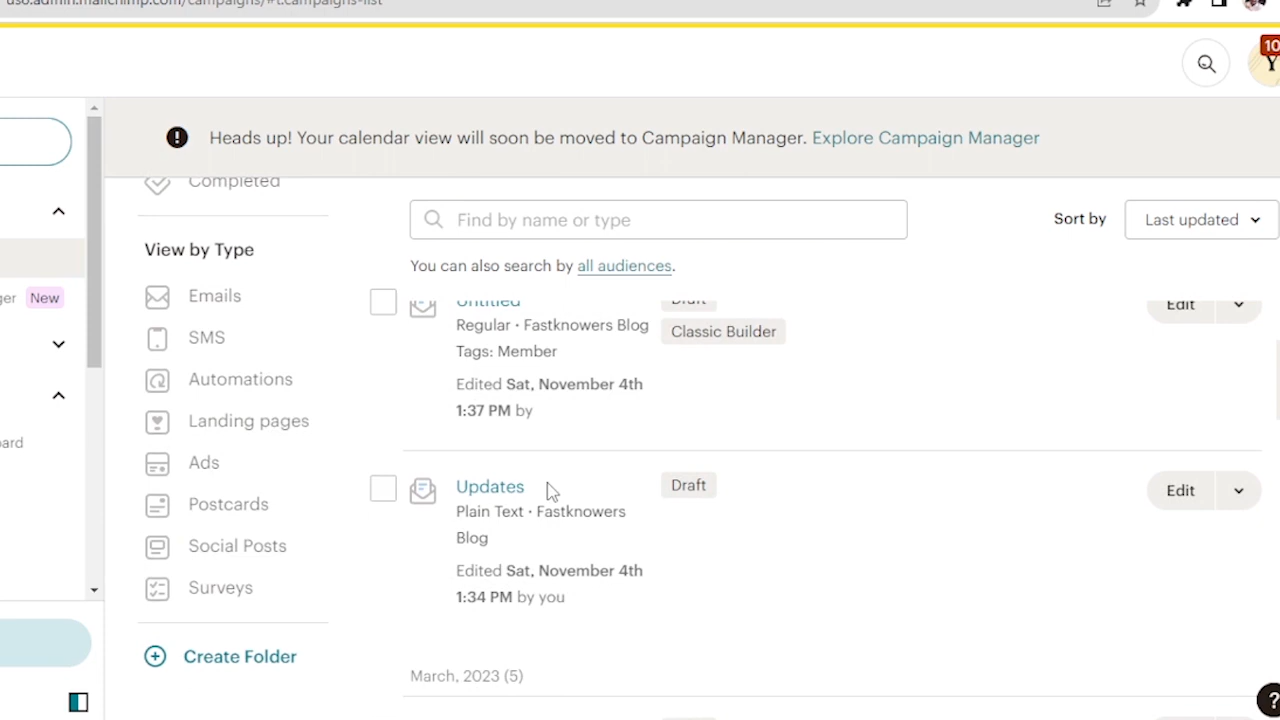 10
Y
Heads up! Your calendar view will soon be moved to Campaign Manager. Explore Campaign Manager
Completed
Find by name or type
Sort by
Last updated
You can also search by all audiences.
View by Type
Emails
SMS
Automations
Landing pages
Ads
Postcards
Social Posts
Surveys
Create Folder
New
Untitled
Draft
Edit
Regular · Fastknowers Blog
Classic Builder
Tags: Member
Edited Sat, November 4th
1:37 PM by
Updates
Draft
Edit
Plain Text · Fastknowers
Blog
Edited Sat, November 4th
1:34 PM by you
March, 2023 (5)
?